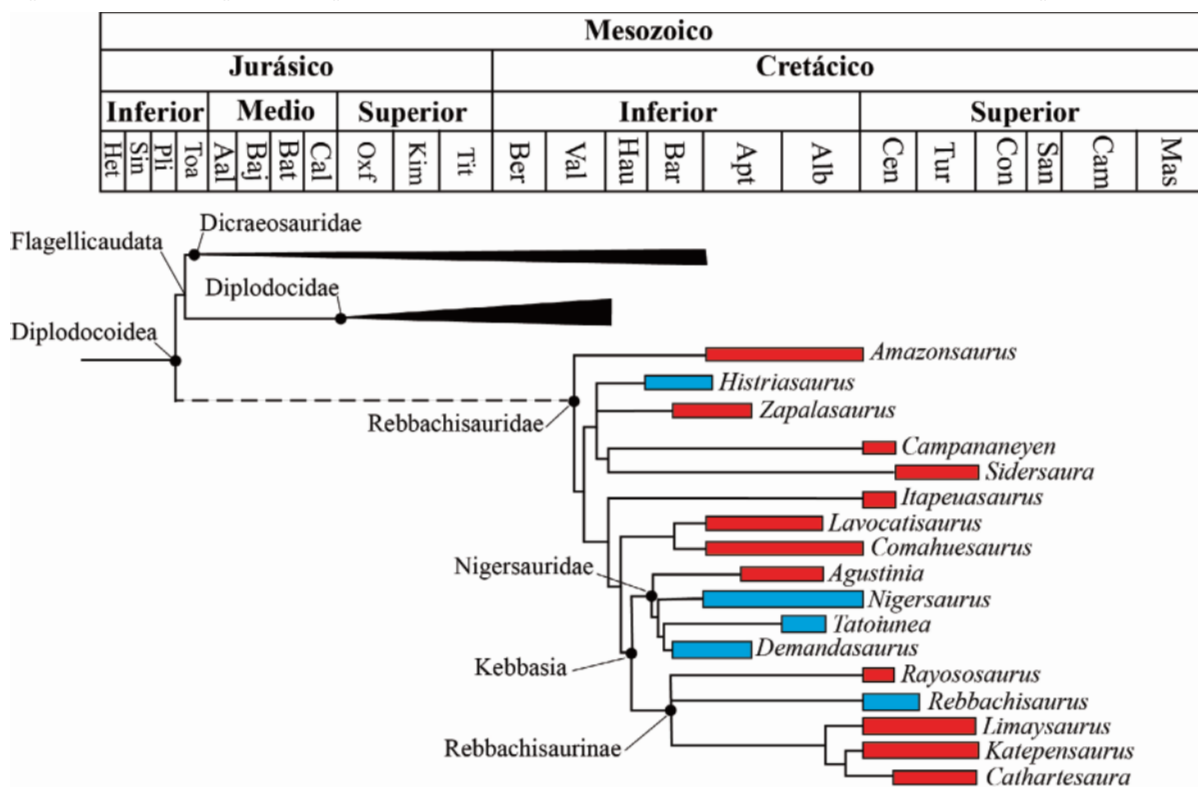 Mesozoico
Jurásico Cretácico
Inferior Medio Superior Inferior Superior
Het Sin Pli Toa Aal Baj Bat Cal Oxf Kim Tit Ber Val Hau Bar Apt Alb Cen Tur Con San Cam Mas
Dicraeosauridae
Flagellicaudata
Diplodocidae
Diplodocoidea
Amazonsaurus
Histriasaurus
Rebbachisauridae
Zapalasaurus
Campananeyen
Sidersaura
Itapeuasaurus
Lavocatisaurus
Comahuesaurus
Nigersauridae
Agustinia
Nigersaurus
Tatoiunea
Demandasaurus
Kebbasia
Rayososaurus
Rebbachisaurus
Limaysaurus
Rebbachisaurinae
Katepensaurus
Cathartesaura